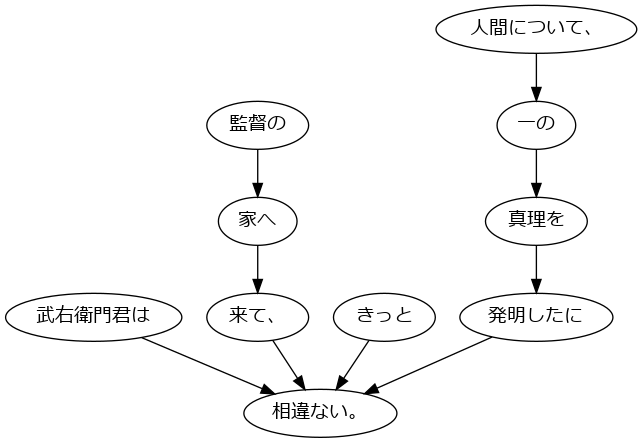 人間について、
監督の
一の
家へ
真理を
武右衛門君は
来て、
きっと
発明したに
相違ない。